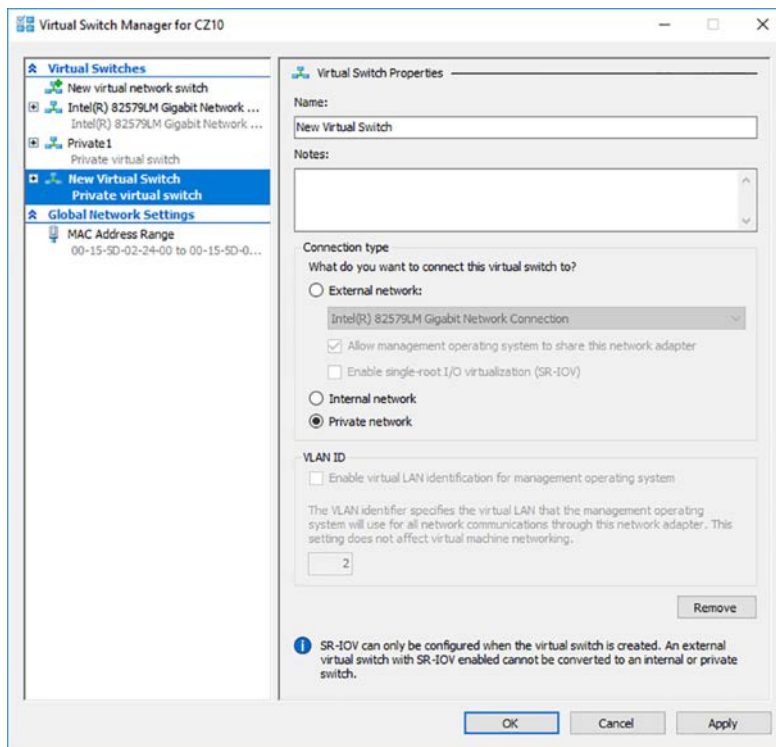 Virtual Switch Manager for CZ10
Virtual Switches
New virtual network switch
Intel(R) 82579LM Gigabit Network ...
Intel(R) 82579LM Gigabit Network ...
Private1
Private virtual switch
New Virtual Switch
Private virtual switch
Global Network Settings
MAC Address Range
00-15-5D-02-24-00 to 00-15-5D-0...
Virtual Switch Properties
Name:
New Virtual Switch
Notes:
Connection type
What do you want to connect this virtual switch to?
External network:
Intel(R) 82579LM Gigabit Network Connection
Allow management operating system to share this network adapter
Enable single-root I/O virtualization (SR-IOV)
Internal network
Private network
VLAN ID
Enable virtual LAN identification for management operating system
The VLAN identifier specifies the virtual LAN that the management operating
system will use for all network communications through this network adapter. This
setting does not affect virtual machine networking.
2
Remove
SR-IOV can only be configured when the virtual switch is created. An external
virtual switch with SR-IOV enabled cannot be converted to an internal or private
switch.
OK
Cancel
Apply